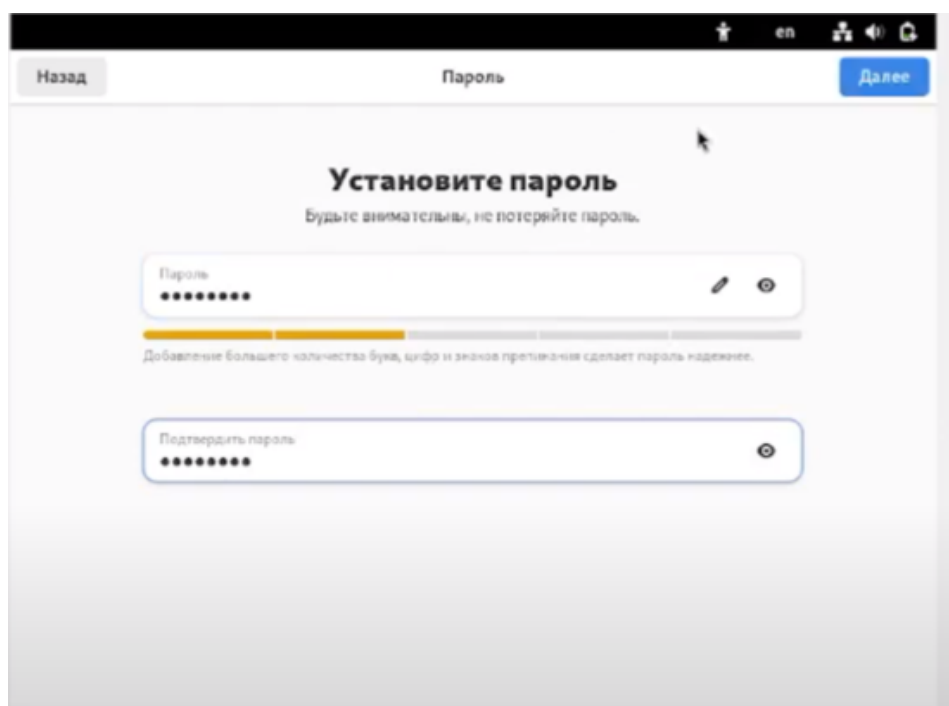 en
Назад Пароль Далее
Установите пароль
Будьте внимательны, не потеряйте пароль.
Пароль
••••••••
Добавление большего количества букв, цифр и знаков препинания сделает пароль надежнее.
Подтвердить пароль
••••••••